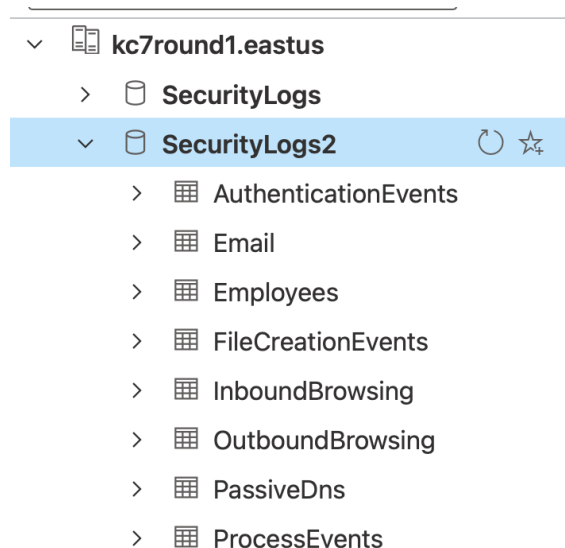 kc7round1.eastus
SecurityLogs
SecurityLogs2
AuthenticationEvents
Email
Employees
FileCreationEvents
InboundBrowsing
OutboundBrowsing
PassiveDns
ProcessEvents